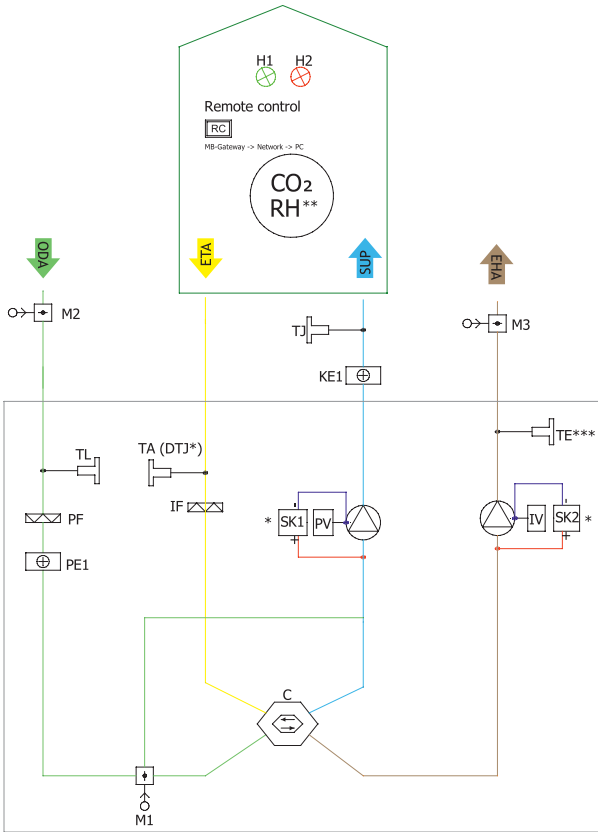 H1 H2
Remote control
RC
MB-Gateway -> Network -> PC
CO₂
RH**
ODA
ETA
SUP
EHA
M2
TJ
M3
KE1
TL
TA (DTJ*)
TE***
PF
IF
* SK1 PV
- +
IV SK2 *
- +
PE1
C
M1